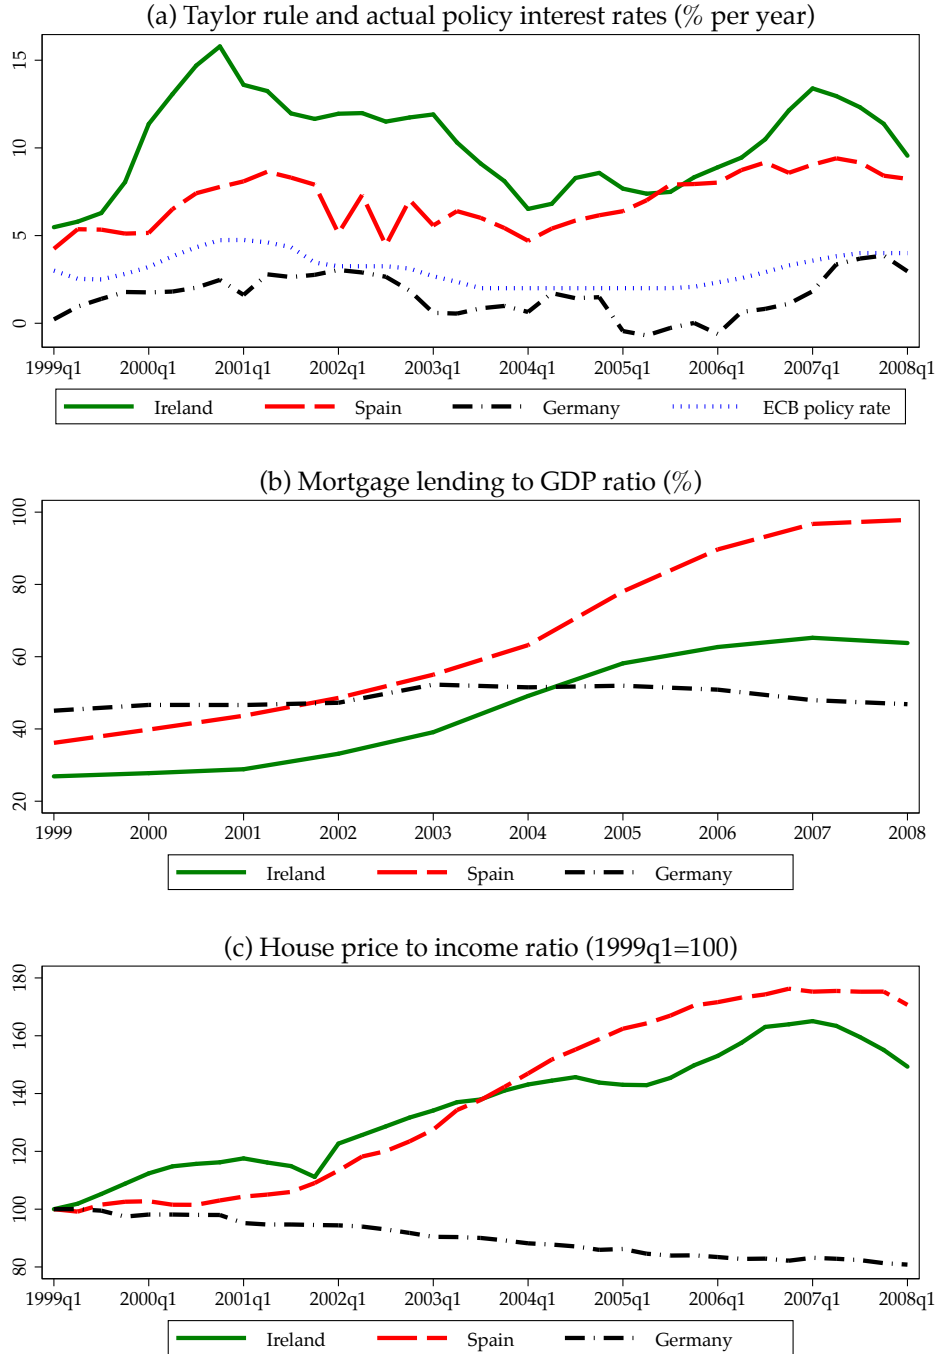 (a) Taylor rule and actual policy interest rates (% per year)
15
10
5
0
1999q1 2000q1 2001q1 2002q1 2003q1 2004q1 2005q1 2006q1 2007q1 2008q1
Ireland Spain Germany ECB policy rate
(b) Mortgage lending to GDP ratio (%)
100
80
60
40
20
1999 2000 2001 2002 2003 2004 2005 2006 2007 2008
Ireland Spain Germany
(c) House price to income ratio (1999q1=100)
180
160
140
120
100
80
1999q1 2000q1 2001q1 2002q1 2003q1 2004q1 2005q1 2006q1 2007q1 2008q1
Ireland Spain Germany